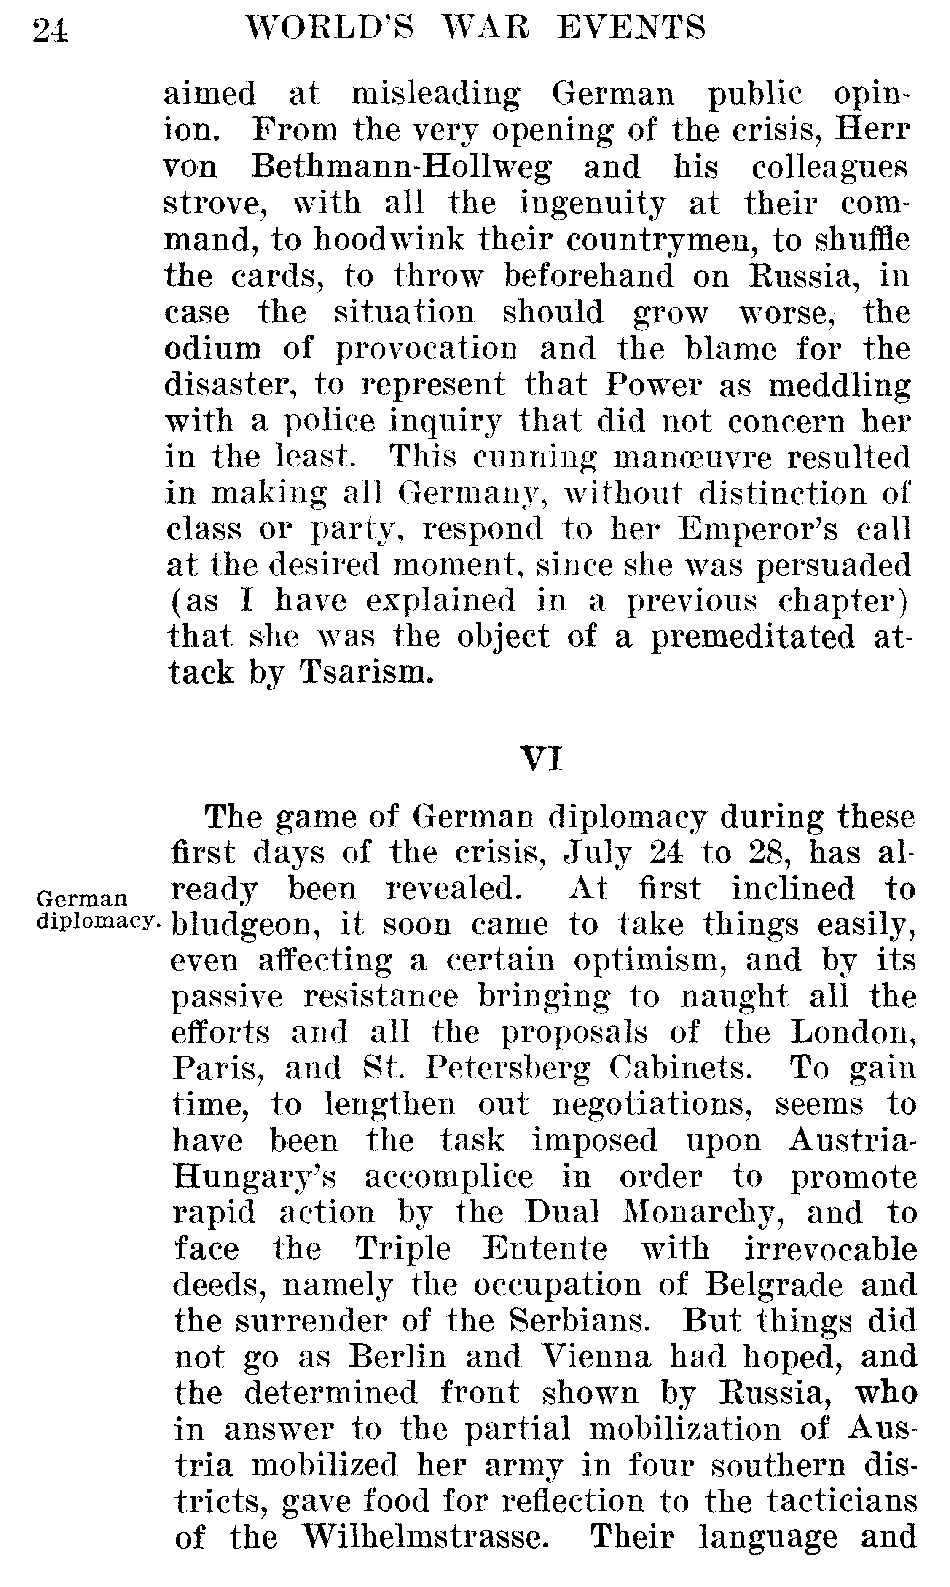 24 WORLD'S WAR EVENTS
aimed at misleading German public opin-
ion. From the very opening of the crisis, Herr
von Bethmann-Hollweg and his colleagues
strove, with all the ingenuity at their com-
mand, to hoodwink their countrymen, to shuffle
the cards, to throw beforehand on Russia, in
case the situation should grow worse, the
odium of provocation and the blame for the
disaster, to represent that Power as meddling
with a police inquiry that did not concern her
in the least. This cunning manœuvre resulted
in making all Germany, without distinction of
class or party, respond to her Emperor's call
at the desired moment, since she was persuaded
(as I have explained in a previous chapter)
that she was the object of a premeditated at-
tack by Tsarism.
VI
The game of German diplomacy during these
first days of the crisis, July 24 to 28, has al-
German
diplomacy.
ready been revealed. At first inclined to
bludgeon, it soon came to take things easily,
even affecting a certain optimism, and by its
passive resistance bringing to naught all the
efforts and all the proposals of the London,
Paris, and St. Petersberg Cabinets. To gain
time, to lengthen out negotiations, seems to
have been the task imposed upon Austria-
Hungary's accomplice in order to promote
rapid action by the Dual Monarchy, and to
face the Triple Entente with irrevocable
deeds, namely the occupation of Belgrade and
the surrender of the Serbians. But things did
not go as Berlin and Vienna had hoped, and
the determined front shown by Russia, who
in answer to the partial mobilization of Aus-
tria mobilized her army in four southern dis-
tricts, gave food for reflection to the tacticians
of the Wilhelmstrasse. Their language and